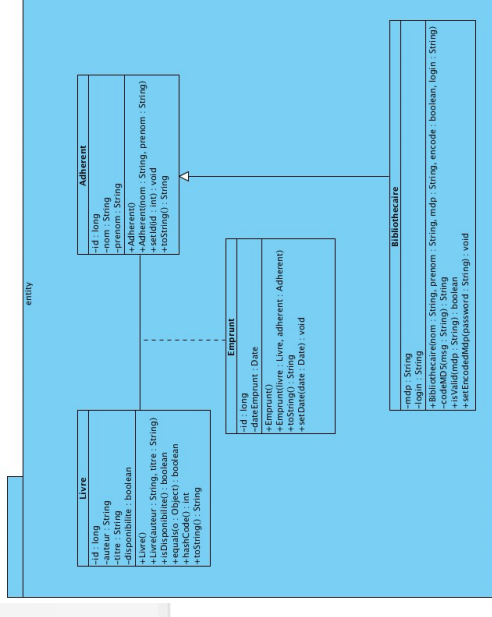 entity
Livre
-id : long
-auteur : String
-titre : String
-disponibilite : boolean
+Livre()
+Livre(auteur : String, titre : String)
+isDisponibilite() : boolean
+equals(o : Object) : boolean
+hashCode() : int
+toString() : String
Adherent
-id : long
-nom : String
-prenom : String
+Adherent()
+Adherent(nom : String, prenom : String)
+setId(id : int) : void
+toString() : String
Emprunt
-id : long
-dateEmprunt : Date
+Emprunt()
+Emprunt(livre : Livre, adherent : Adherent)
+toString() : String
+setDate(date : Date) : void
Bibliothecaire
-mdp : String
-login : String
+Bibliothecaire(nom : String, prenom : String, mdp : String, encode : boolean, login : String)
-codeMD5(msg : String) : String
+isValid(mdp : String) : boolean
+setEncodedMdp(password : String) : void